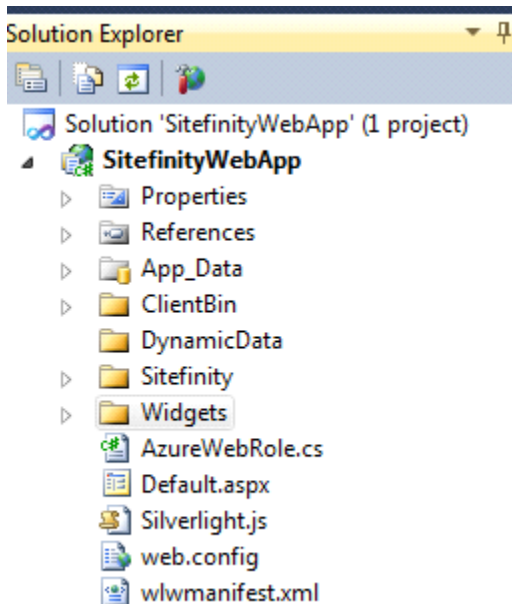 Solution Explorer
Solution 'SitefinityWebApp' (1 project)
SitefinityWebApp
Properties
References
App_Data
ClientBin
DynamicData
Sitefinity
Widgets
AzureWebRole.cs
Default.aspx
Silverlight.js
web.config
wlwmanifest.xml